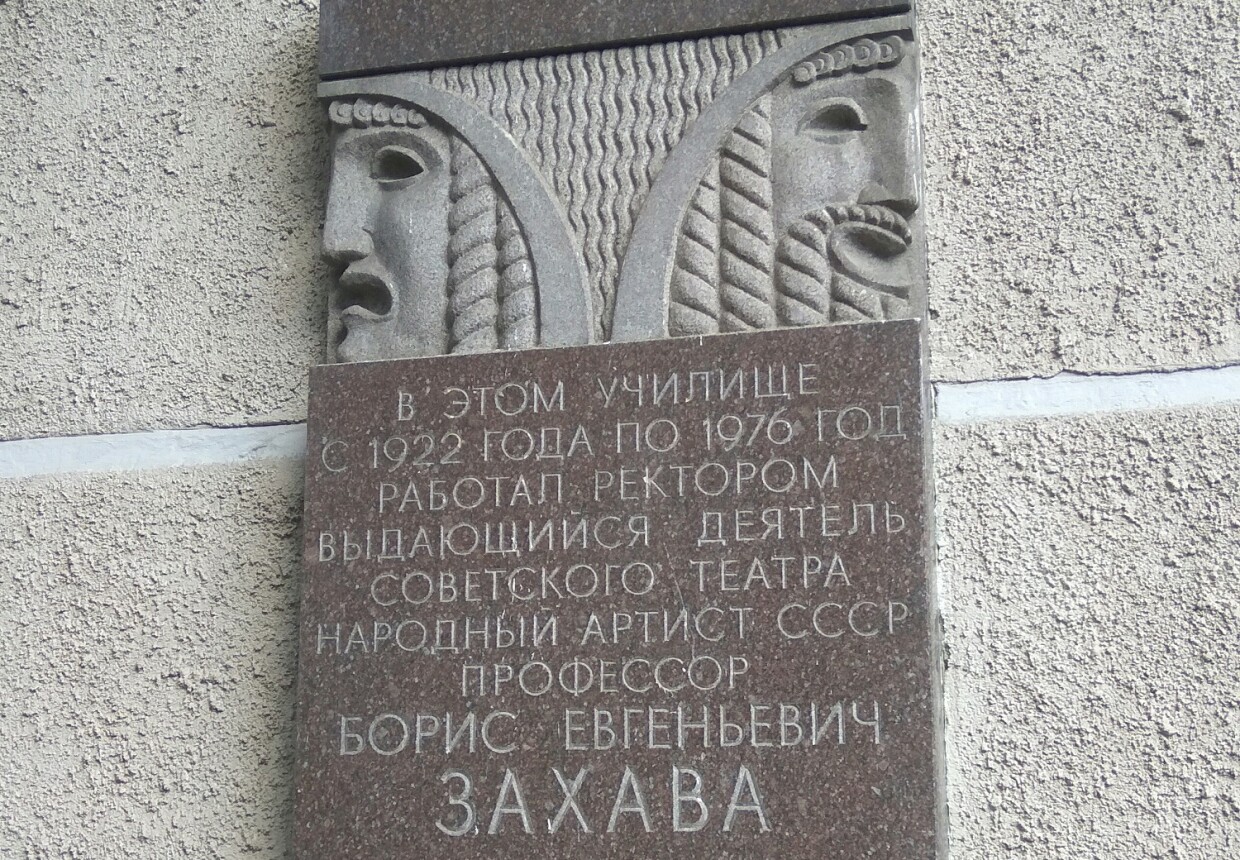 В ЭТОМ УЧИЛИЩЕ
С 1922 ГОДА ПО 1976 ГОД
РАБОТАЛ РЕКТОРОМ
ВЫДАЮЩИЙСЯ ДЕЯТЕЛЬ
СОВЕТСКОГО ТЕАТРА
НАРОДНЫЙ АРТИСТ СССР
ПРОФЕССОР
БОРИС ЕВГЕНЬЕВИЧ
ЗАХАВА